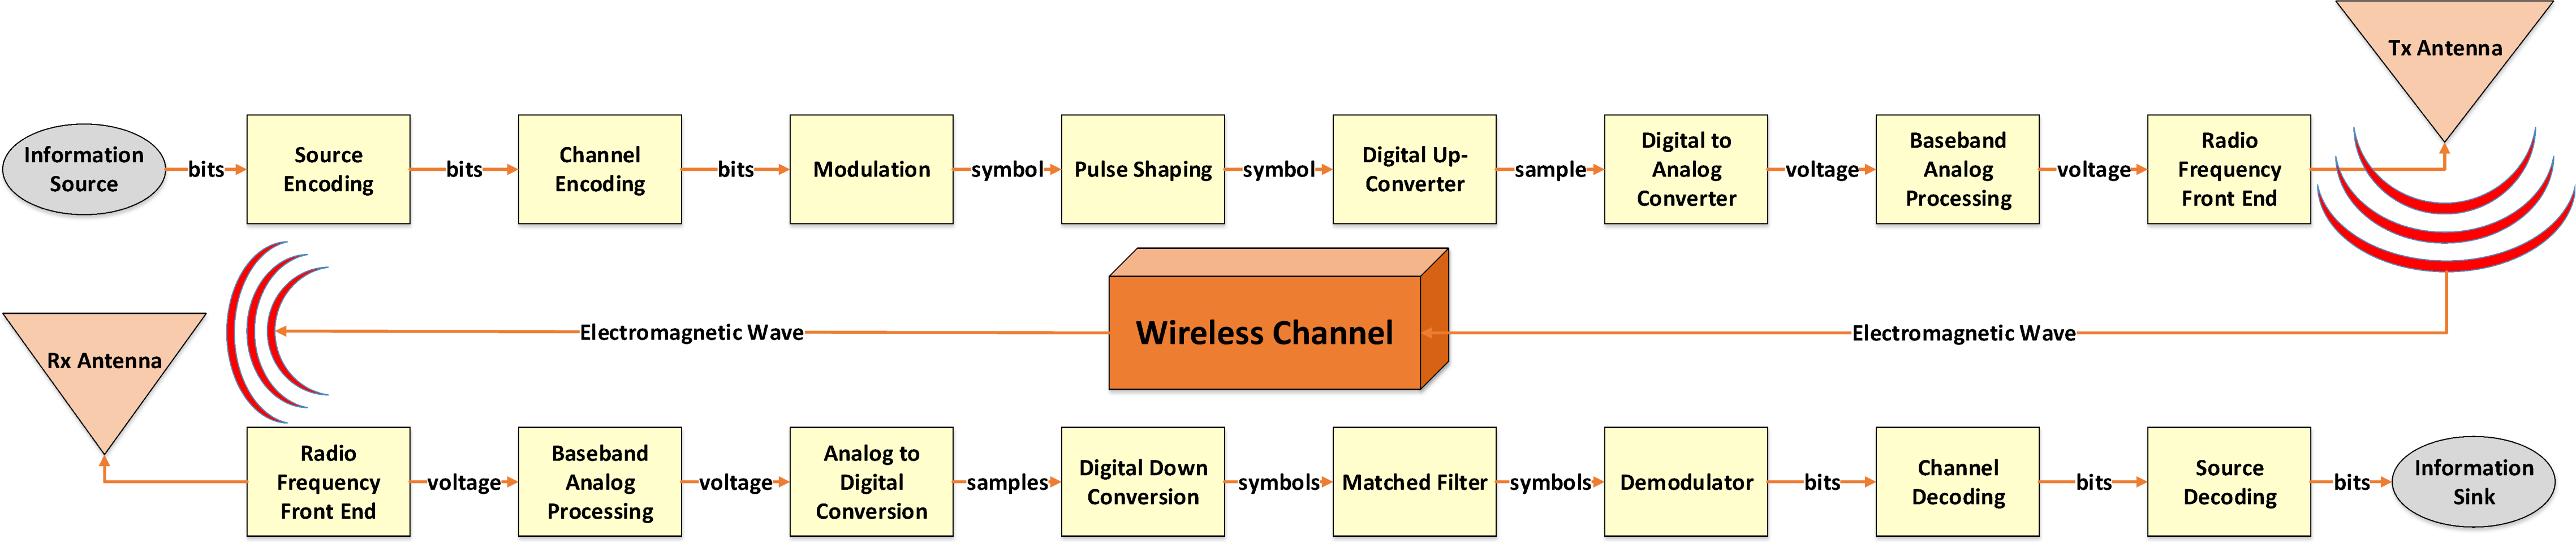 Tx Antenna
Information
Source
bits
Source
Encoding
bits
Channel
Encoding
bits
Modulation
symbol
Pulse Shaping
symbol
Digital Up-
Converter
sample
Digital to
Analog
Converter
voltage
Baseband
Analog
Processing
voltage
Radio
Frequency
Front End
Electromagnetic Wave
Wireless Channel
Electromagnetic Wave
Rx Antenna
Radio
Frequency
Front End
voltage
Baseband
Analog
Processing
voltage
Analog to
Digital
Conversion
samples
Digital Down
Conversion
symbols
Matched Filter
symbols
Demodulator
bits
Channel
Decoding
bits
Source
Decoding
bits
Information
Sink